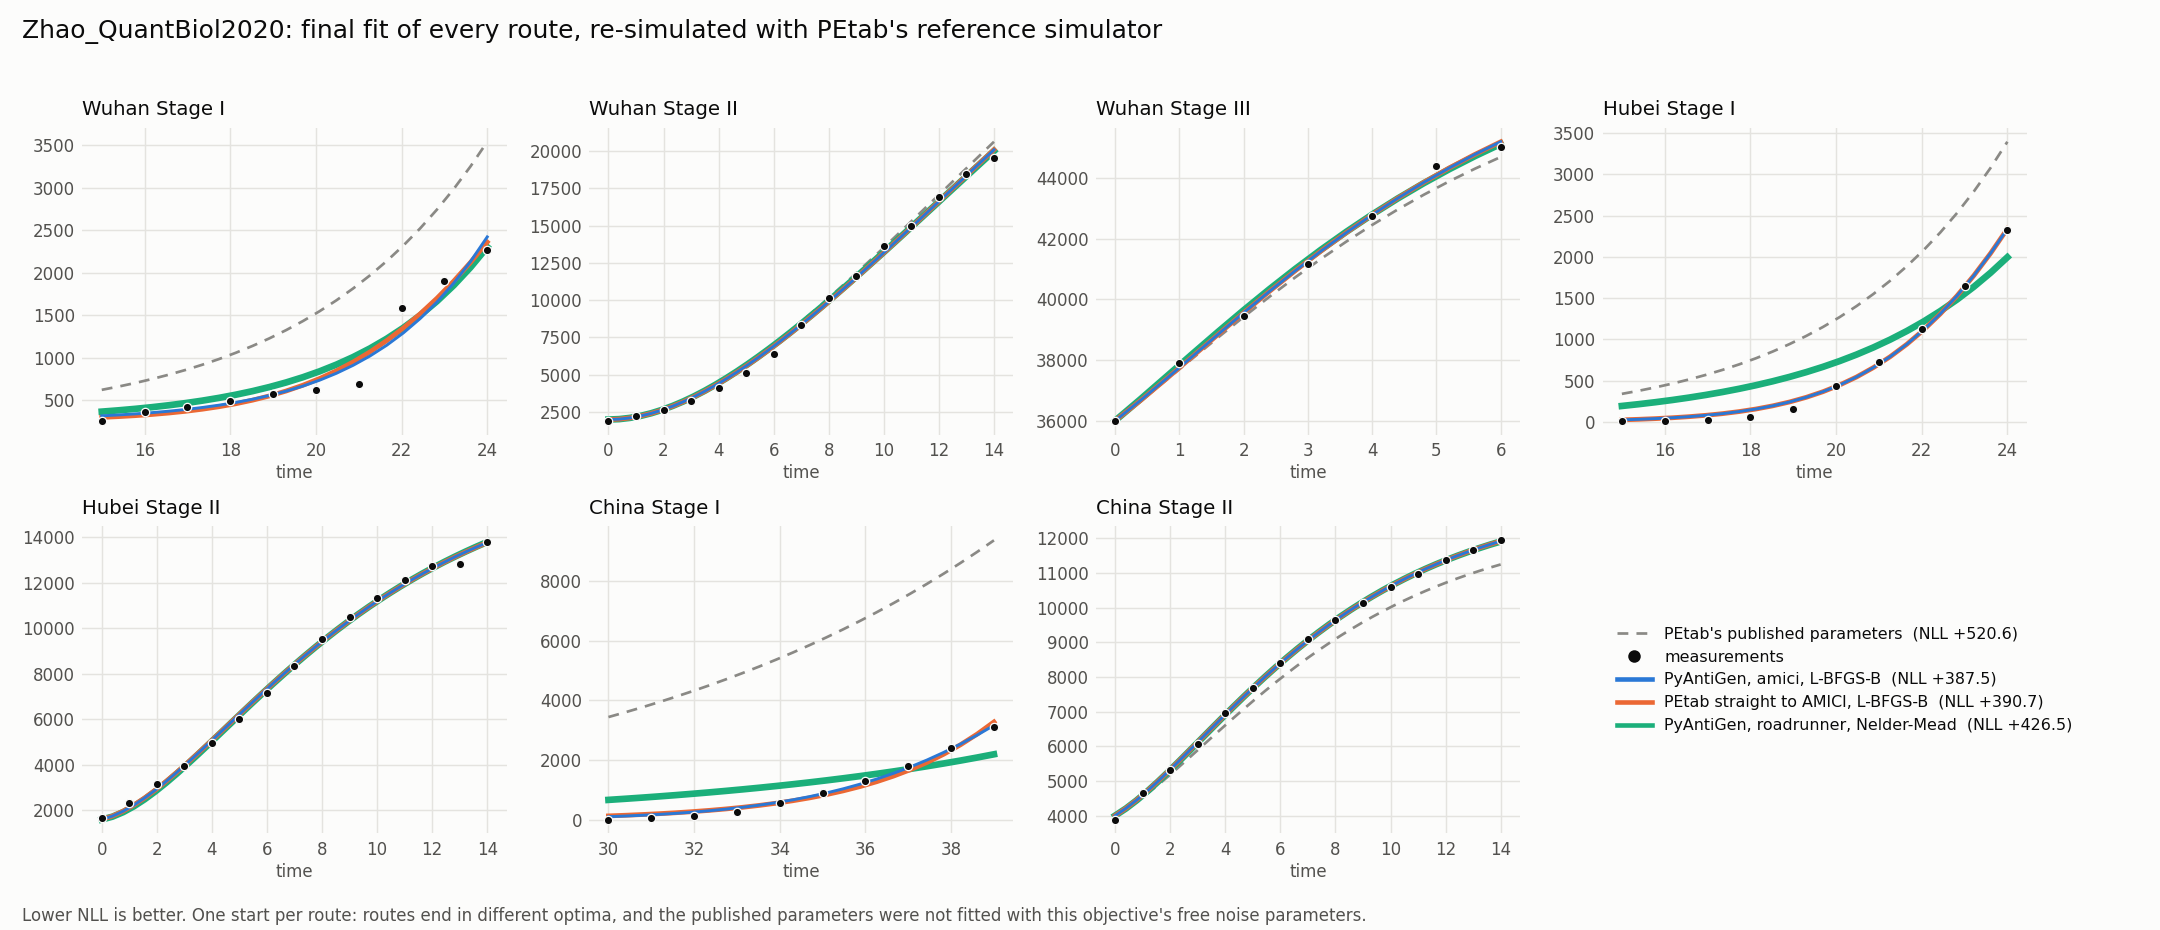 Zhao_QuantBiol2020: final fit of every route, re-simulated with PEtab's reference simulator
Wuhan Stage I
3500
3000
2500
2000
1500
1000
500
16 18 20 22 24
time
Wuhan Stage II
20000
17500
15000
12500
10000
7500
5000
2500
0 2 4 6 8 10 12 14
time
Wuhan Stage III
44000
42000
40000
38000
36000
0 1 2 3 4 5 6
time
Hubei Stage I
3500
3000
2500
2000
1500
1000
500
0
16 18 20 22 24
time
Hubei Stage II
14000
12000
10000
8000
6000
4000
2000
0 2 4 6 8 10 12 14
time
China Stage I
8000
6000
4000
2000
0
30 32 34 36 38
time
China Stage II
12000
11000
10000
9000
8000
7000
6000
5000
4000
0 2 4 6 8 10 12 14
time
PEtab's published parameters (NLL +520.6)
measurements
PyAntiGen, amici, L-BFGS-B (NLL +387.5)
PEtab straight to AMICI, L-BFGS-B (NLL +390.7)
PyAntiGen, roadrunner, Nelder-Mead (NLL +426.5)
Lower NLL is better. One start per route: routes end in different optima, and the published parameters were not fitted with this objective's free noise parameters.